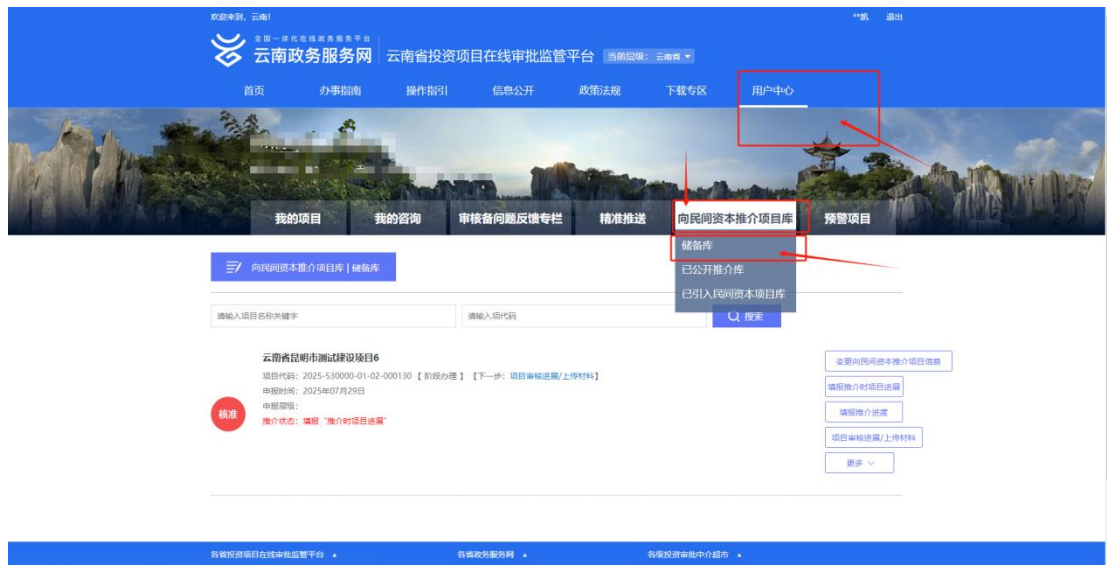 欢迎来到，云南!
**凯 退出
全国一体化在线政务服务平台
云南政务服务网 云南省投资项目在线审批监管平台 当前层级：云南省
首页 办事指南 操作指引 信息公开 政策法规 下载专区 用户中心
我的项目 我的咨询 审核备问题反馈专栏 精准推送 向民间资本推介项目库 预警项目
储备库
已公开推介库
已引入民间资本项目库
向民间资本推介项目库 | 储备库
请输入项目名称关键字 请输入项代码 搜索
云南省昆明市测试建设项目6
项目代码：2025-530000-01-02-000130 【 阶段办理 】 【下一步：项目审核进展/上传材料】
申报时间：2025年07月29日
申报层级：
推介状态：填报“推介时项目进展”
核准
变更向民间资本推介项目信息
填报推介时项目进展
填报推介进度
项目审核进展/上传材料
更多
各省投资项目在线审批监管平台 各省政务服务网 各级投资审批中介超市